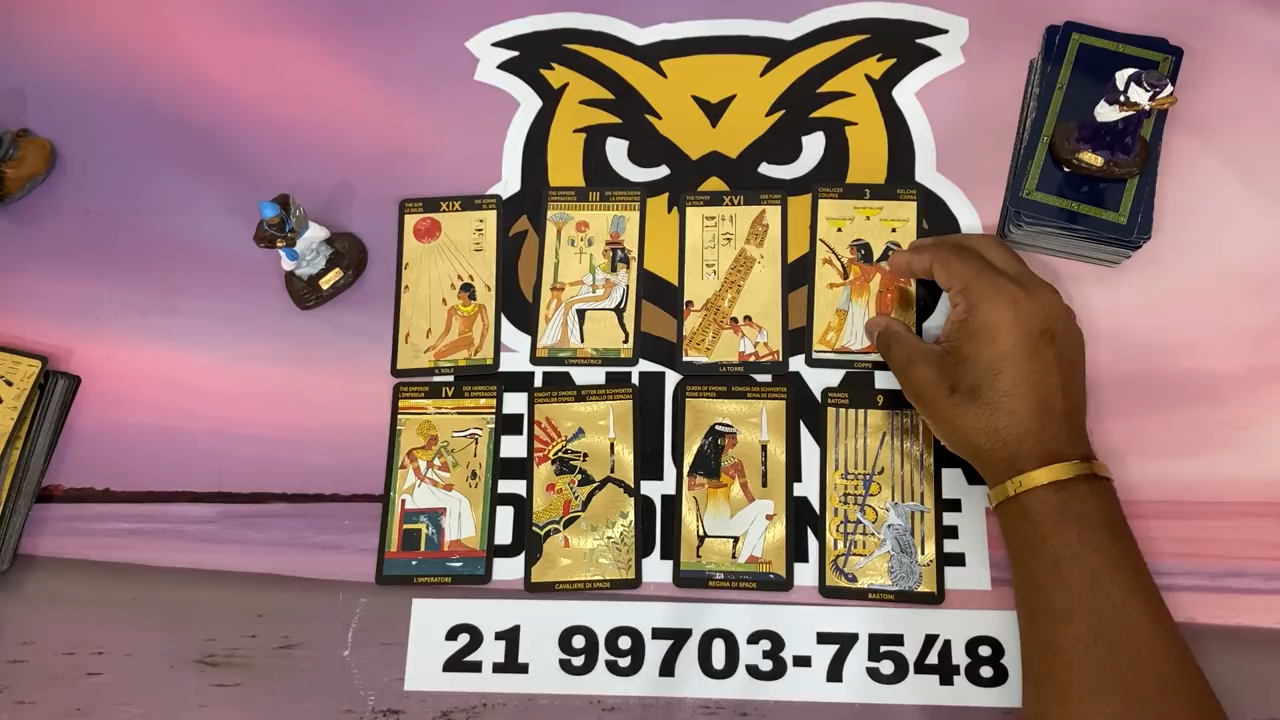 THE SUN
LE SOLEIL
XIX
DIE SONNE
EL SOL
IL SOLE
THE EMPRESS
L'IMPERATRICE
III
DIE HERRSCHERIN
LA EMPERATRIZ
L'IMPERATRICE
THE TOWER
LA TOUR
XVI
DER TURM
LA TORRE
LA TORRE
CHALICES
COUPES
3
KELCHE
COPAS
COPPE
THE EMPEROR
L'EMPEREUR
IV
DER HERRSCHER
EL EMPERADOR
L'IMPERATORE
KNIGHT OF SWORDS
CHEVALIER D'EPEES
RITTER DER SCHWERTER
CABALLO DE ESPADAS
CAVALIERE DI SPADE
QUEEN OF SWORDS
REINE D'EPEES
KÖNIGIN DER SCHWERTER
REINA DE ESPADAS
REGINA DI SPADE
WANDS
BATONS
9
BASTONI
21 99703-7548